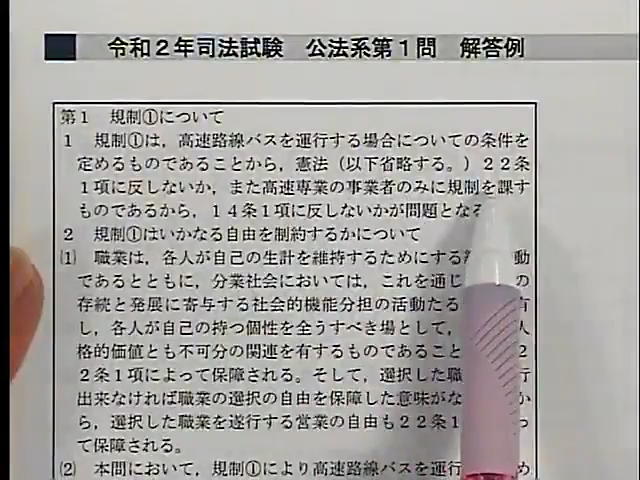 令和２年司法試験　公法系第１問　解答例
第１　規制①について
１　規制①は，高速路線バスを運行する場合についての条件を
定めるものであることから，憲法（以下省略する。）２２条
１項に反しないか，また高速専業の事業者のみに規制を課す
ものであるから，１４条１項に反しないかが問題となる
２　規制①はいかなる自由を制約するかについて
⑴　職業は，各人が自己の生計を維持するためにする 動
であるとともに，分業社会においては，これを通じ の
存続と発展に寄与する社会的機能分担の活動たる 有
し，各人が自己の持つ個性を全うすべき場として， 人
格的価値とも不可分の関連を有するものであること ２
２条１項によって保障される。そして，選択した職 行
出来なければ職業の選択の自由を保障した意味がな か
ら，選択した職業を遂行する営業の自由も２２条１ っ
て保障される。
⑵　本問において，規制①により高速路線バスを運行 め